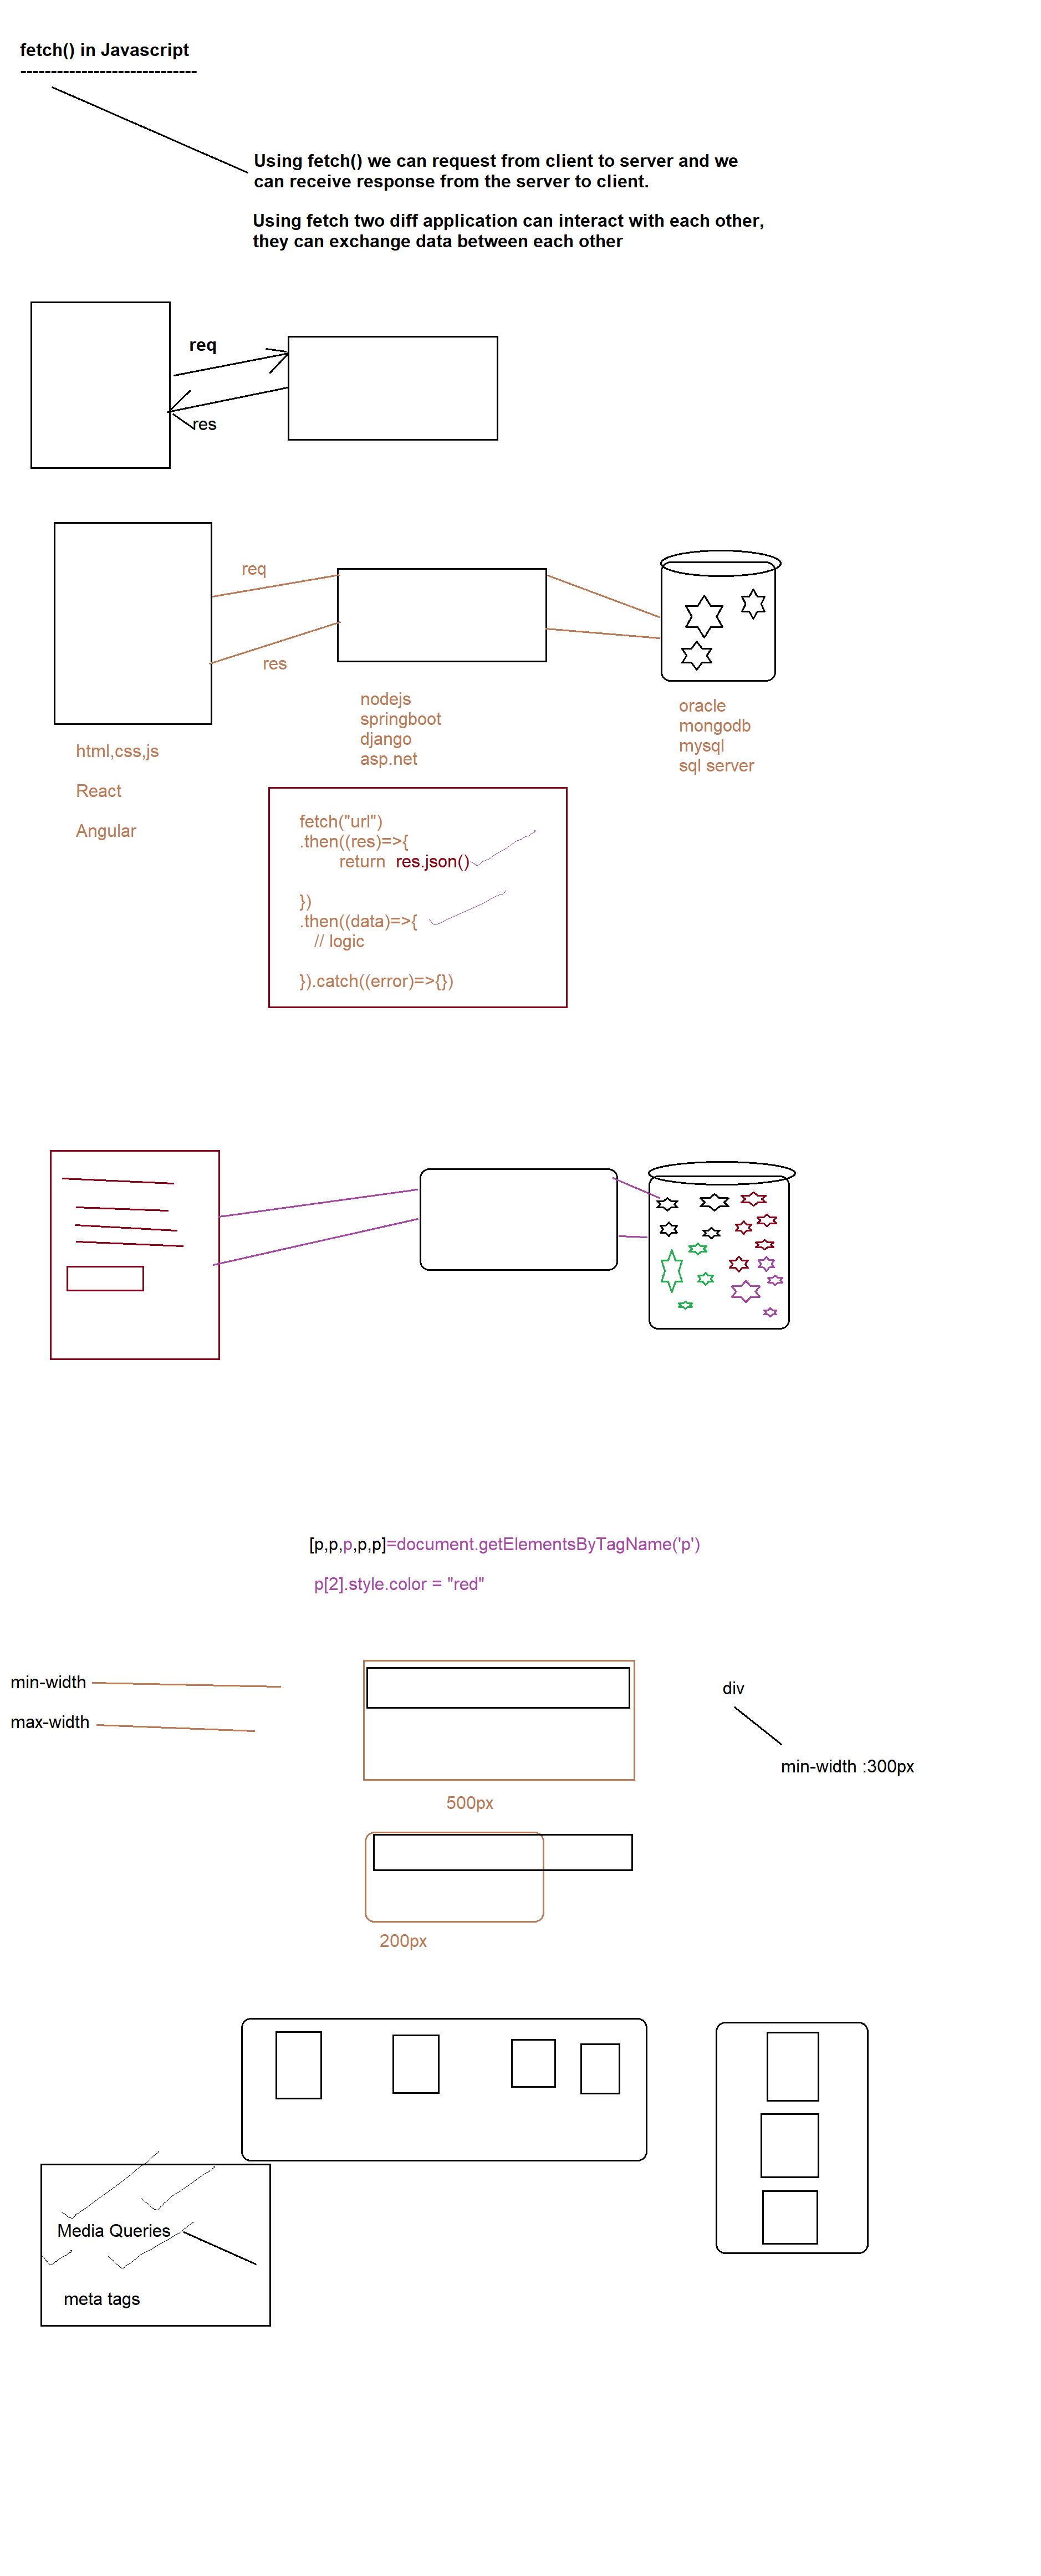 fetch() in Javascript
-----------------------------
Using fetch() we can request from client to server and we
can receive response from the server to client.
Using fetch two diff application can interact with each other,
they can exchange data between each other
req
res
req
res
nodejs
springboot
django
asp.net
oracle
mongodb
mysql
sql server
html,css,js
React
Angular
fetch("url")
.then((res)=>{
return res.json()
})
.then((data)=>{
// logic
}).catch((error)=>{})
[p,p,p,p,p]=document.getElementsByTagName('p')
p[2].style.color = "red"
min-width
max-width
div
min-width :300px
500px
200px
Media Queries
meta tags